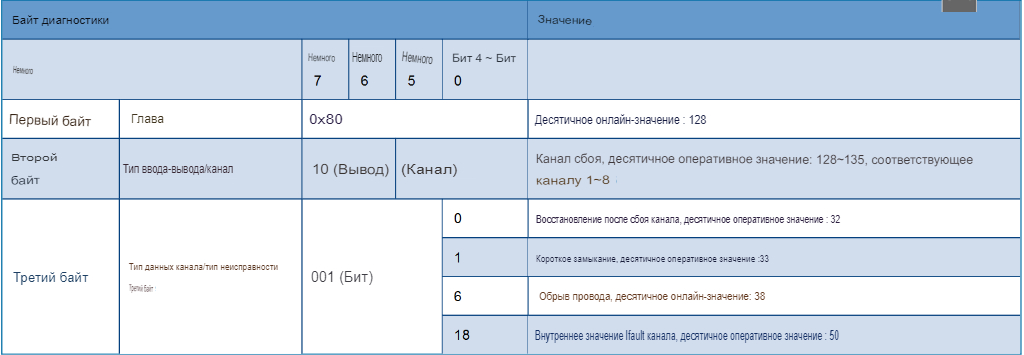 Байт диагностики
Значение
Немного
Немного
7
Немного
6
Немного
5
Бит 4 ~ Бит
0
Первый байт
Глава
0x80
Десятичное онлайн-значение : 128
Второй
байт
Тип ввода-вывода/канал
10 (Вывод)
(Канал)
Канал сбоя, десятичное оперативное значение: 128~135, соответствующее
каналу 1~8
Третий байт
Тип данных канала/тип неисправности
Третий байт :
001 (Бит)
0
Восстановление после сбоя канала, десятичное оперативное значение : 32
1
Короткое замыкание, десятичное оперативное значение :33
6
Обрыв провода, десятичное онлайн-значение: 38
18
Внутреннее значение Ifault канала, десятичное оперативное значение : 50